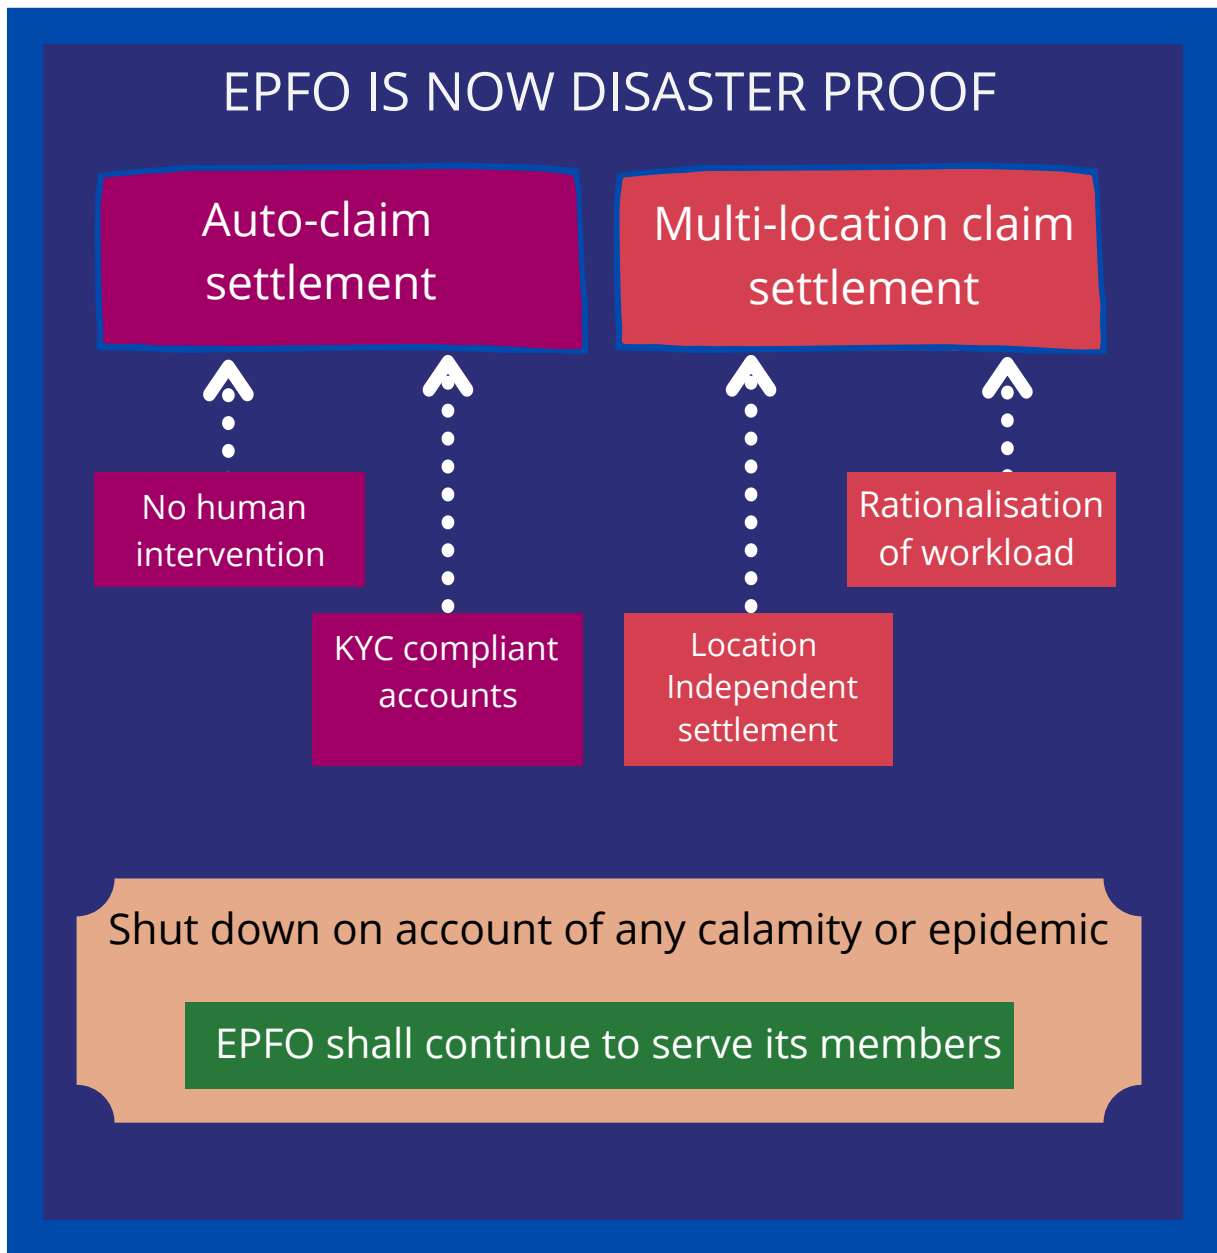 EPFO IS NOW DISASTER PROOF
Auto-claim
settlement
Multi-location claim
settlement
No human
intervention
KYC compliant
accounts
Location
Independent
settlement
Rationalisation
of workload
Shut down on account of any calamity or epidemic
EPFO shall continue to serve its members